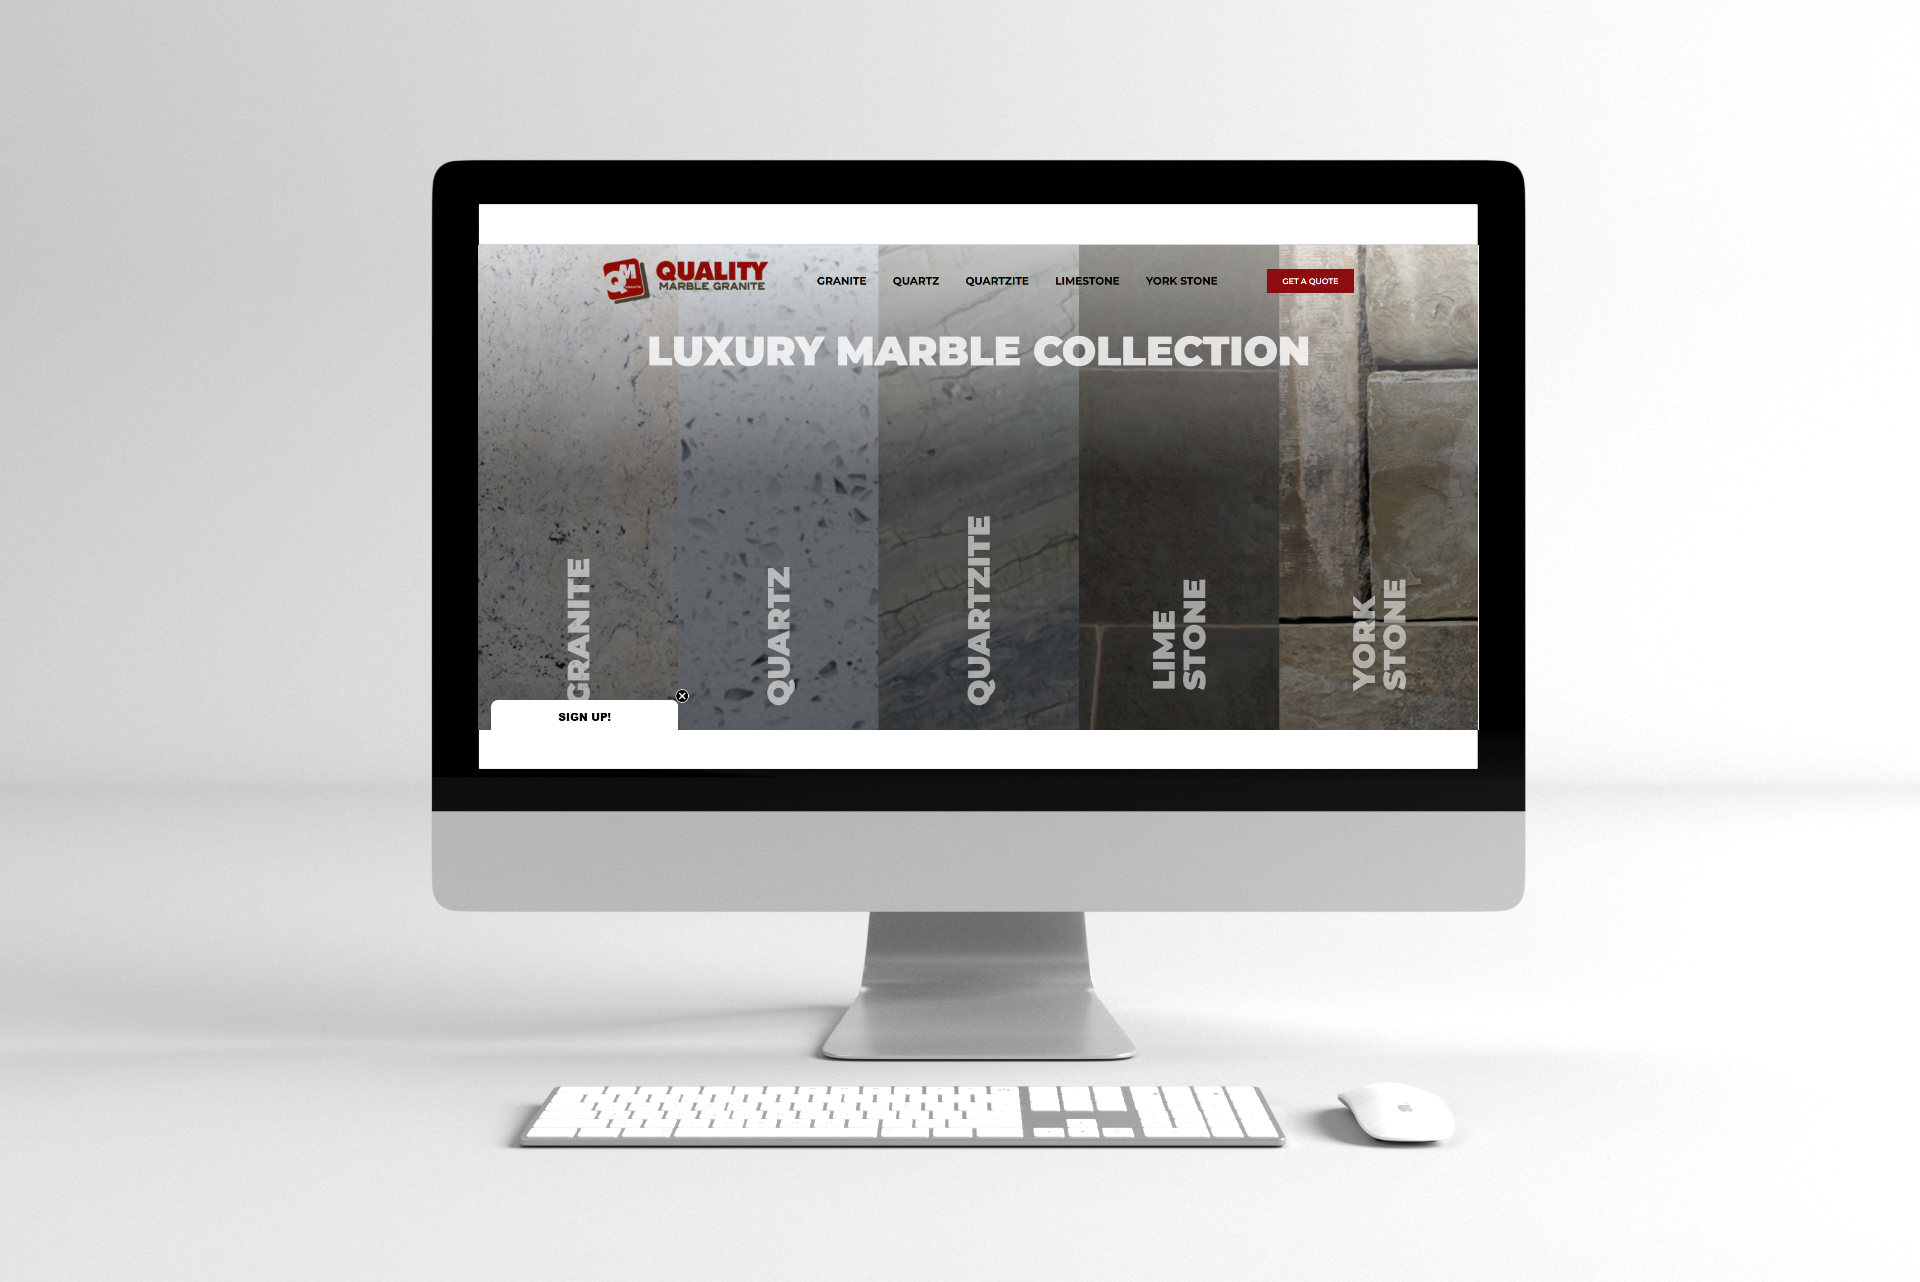 QM
GRANITE
QUALITY
MARBLE GRANITE
GRANITE
QUARTZ
QUARTZITE
LIMESTONE
YORK STONE
GET A QUOTE
LUXURY MARBLE COLLECTION
GRANITE
QUARTZ
QUARTZITE
LIME
STONE
YORK
STONE
SIGN UP!